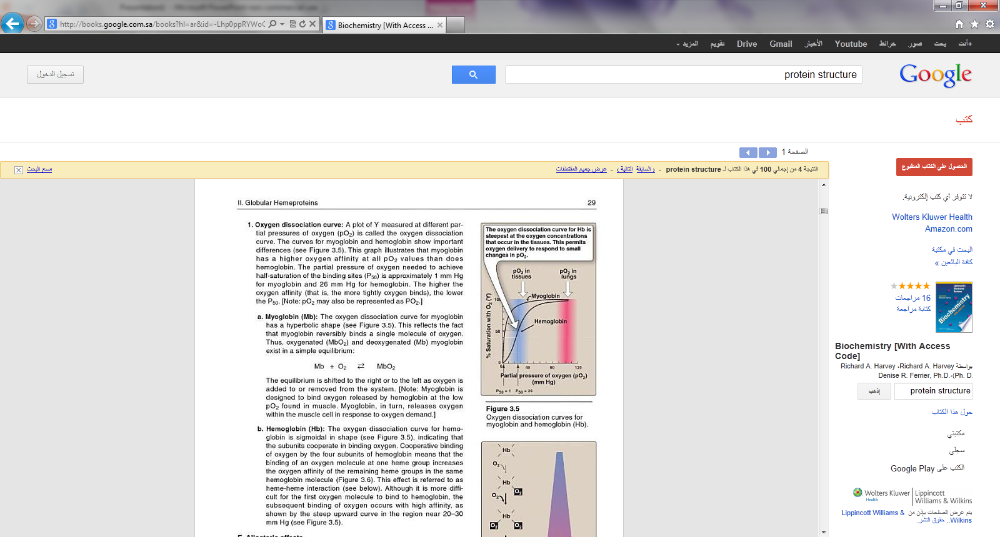 http://books.google.com.sa/books?hl=ar&id=-Lhp0ppRYWoC
Biochemistry [With Access ...
+أنت بحث صور خرائط Youtube الأخبار Gmail Drive تقويم المزيد
Google
protein structure
تسجيل الدخول
كتب
الصفحة 1
النتيجة 4 من إجمالي 100 في هذا الكتاب لـ protein structure - ‹ السابقة التالية › - عرض جميع المقتطفات
مسح البحث
II. Globular Hemeproteins 29
1. Oxygen dissociation curve: A plot of Y measured at different par-
tial pressures of oxygen (pO2) is called the oxygen dissociation
curve. The curves for myoglobin and hemoglobin show important
differences (see Figure 3.5). This graph illustrates that myoglobin
has a higher oxygen affinity at all pO2 values than does
hemoglobin. The partial pressure of oxygen needed to achieve
half-saturation of the binding sites (P50) is approximately 1 mm Hg
for myoglobin and 26 mm Hg for hemoglobin. The higher the
oxygen affinity (that is, the more tightly oxygen binds), the lower
the P50. [Note: pO2 may also be represented as PO2.]
a. Myoglobin (Mb): The oxygen dissociation curve for myoglobin
has a hyperbolic shape (see Figure 3.5). This reflects the fact
that myoglobin reversibly binds a single molecule of oxygen.
Thus, oxygenated (MbO2) and deoxygenated (Mb) myoglobin
exist in a simple equilibrium:
Mb + O2 ⇄ MbO2
The equilibrium is shifted to the right or to the left as oxygen is
added to or removed from the system. [Note: Myoglobin is
designed to bind oxygen released by hemoglobin at the low
pO2 found in muscle. Myoglobin, in turn, releases oxygen
within the muscle cell in response to oxygen demand.]
b. Hemoglobin (Hb): The oxygen dissociation curve for hemo-
globin is sigmoidal in shape (see Figure 3.5), indicating that
the subunits cooperate in binding oxygen. Cooperative binding
of oxygen by the four subunits of hemoglobin means that the
binding of an oxygen molecule at one heme group increases
the oxygen affinity of the remaining heme groups in the same
hemoglobin molecule (Figure 3.6). This effect is referred to as
heme-heme interaction (see below). Although it is more diffi-
cult for the first oxygen molecule to bind to hemoglobin, the
subsequent binding of oxygen occurs with high affinity, as
shown by the steep upward curve in the region near 20–30
mm Hg (see Figure 3.5).
The oxygen dissociation curve for Hb is
steepest at the oxygen concentrations
that occur in the tissues. This permits
oxygen delivery to respond to small
changes in pO2.
pO2 in
tissues
pO2 in
lungs
Myoglobin
Hemoglobin
% Saturation with O2 (Y)
50
0
0 40 80 120
Partial pressure of oxygen (pO2)
(mm Hg)
P50 = 1 P50 = 26
Figure 3.5
Oxygen dissociation curves for
myoglobin and hemoglobin (Hb).
Hb
O2
Hb
O2
O2
Hb
O2 O2
الحصول على الكتاب المطبوع
لا تتوفر أي كتب إلكترونية.
Wolters Kluwer Health
Amazon.com
البحث في مكتبة
كافة البائعين »
16 مراجعات
كتابة مراجعة
Lippincott's
Illustrated
Reviews
Biochemistry
Biochemistry [With Access
Code]
بواسطة Richard A. Harvey، Richard A. Harvey
(Ph. D.، Denise R. Ferrier, Ph.D.
protein structure
إذهب
حول هذا الكتاب
مكتبتي
سجلي
الكتب على Google Play
Wolters Kluwer
Health
Lippincott
Williams & Wilkins
يتم عرض الصفحات بإذن من Lippincott Williams &
Wilkins.. حقوق النشر.